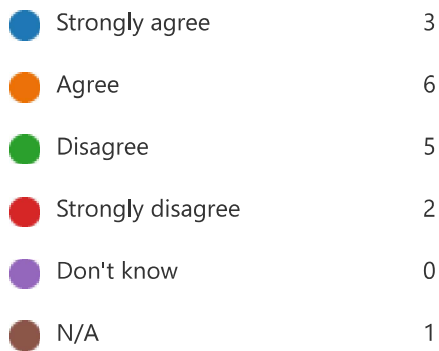 Strongly agree 3
Agree 6
Disagree 5
Strongly disagree 2
Don't know 0
N/A 1